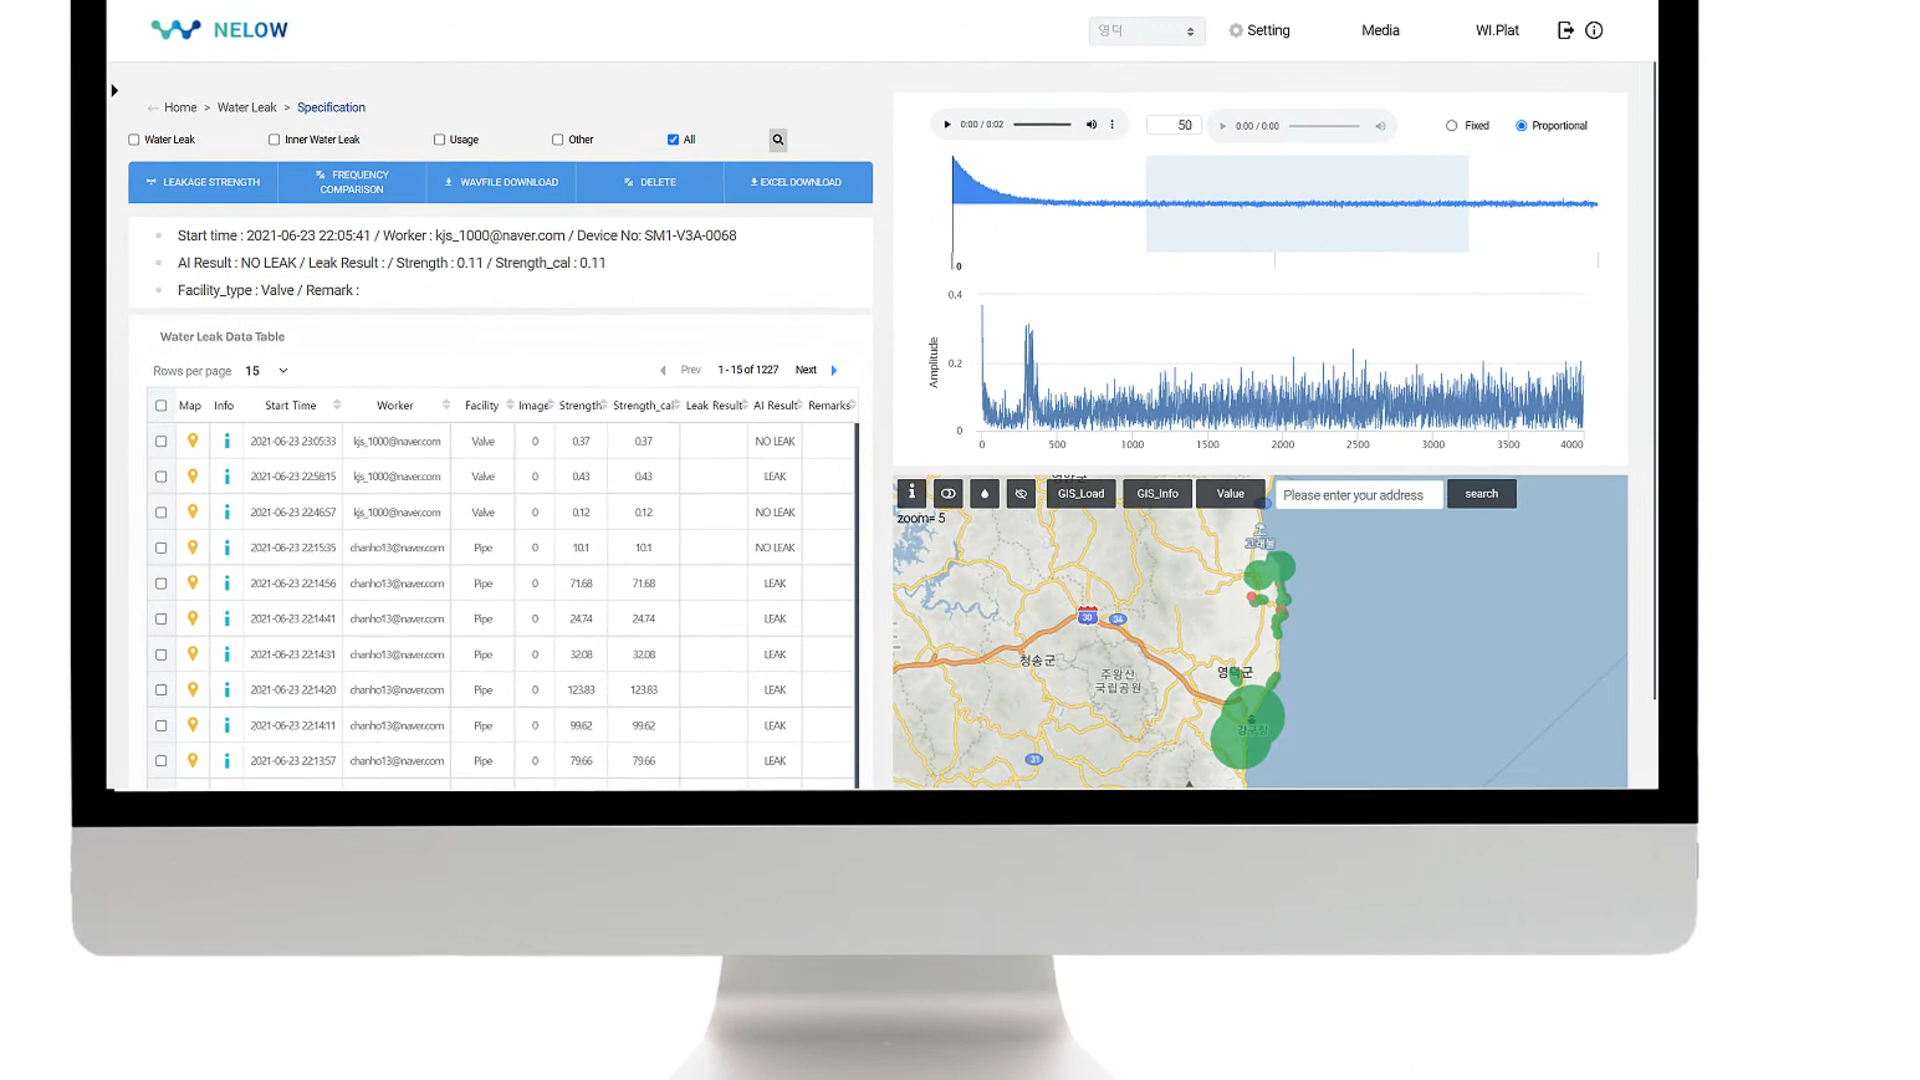 NELOW
영덕
Setting
Media
WI.Plat
Home > Water Leak > Specification
Water Leak
Inner Water Leak
Usage
Other
All
LEAKAGE STRENGTH
FREQUENCY COMPARISON
WAVFILE DOWNLOAD
DELETE
EXCEL DOWNLOAD
Start time : 2021-06-23 22:05:41 / Worker : kjs_1000@naver.com / Device No: SM1-V3A-0068
AI Result : NO LEAK / Leak Result : / Strength : 0.11 / Strength_cal : 0.11
Facility_type : Valve / Remark :
Water Leak Data Table
Rows per page 15
Prev 1 - 15 of 1227 Next
Map Info Start Time Worker Facility Image Strength Strength_cal Leak Result AI Result Remarks
2021-06-23 23:05:33 kjs_1000@naver.com Valve 0 0.37 0.37 NO LEAK
2021-06-23 22:58:15 kjs_1000@naver.com Valve 0 0.43 0.43 LEAK
2021-06-23 22:46:57 kjs_1000@naver.com Valve 0 0.12 0.12 NO LEAK
2021-06-23 22:15:35 chanho13@naver.com Pipe 0 10.1 10.1 NO LEAK
2021-06-23 22:14:56 chanho13@naver.com Pipe 0 71.68 71.68 LEAK
2021-06-23 22:14:41 chanho13@naver.com Pipe 0 24.74 24.74 LEAK
2021-06-23 22:14:31 chanho13@naver.com Pipe 0 32.08 32.08 LEAK
2021-06-23 22:14:20 chanho13@naver.com Pipe 0 123.83 123.83 LEAK
2021-06-23 22:14:11 chanho13@naver.com Pipe 0 99.62 99.62 LEAK
2021-06-23 22:13:57 chanho13@naver.com Pipe 0 79.66 79.66 LEAK
0:00 / 0:02
50
0:00 / 0:00
Fixed
Proportional
0
0.4
0.2
0
Amplitude
0 500 1000 1500 2000 2500 3000 3500 4000
GIS_Load
GIS_Info
Value
Please enter your address
search
zoom= 5
고래불
30
34
청송군
주왕산
국립공원
영덕군
강구항
31